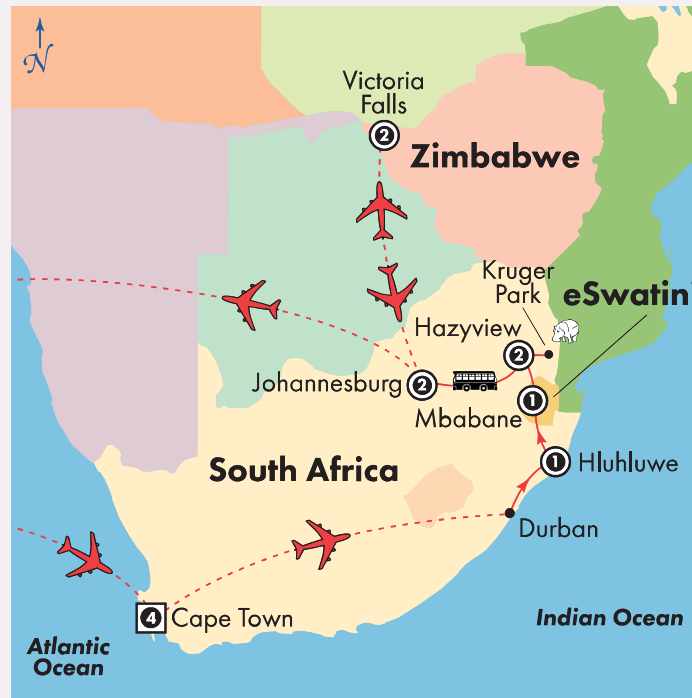 N
Victoria
Falls
2
Zimbabwe
Kruger
Park
eSwatin
Hazyview
2
Johannesburg
2
Mbabane
1
South Africa
1
Hluhluwe
Durban
4
Cape Town
Indian Ocean
Atlantic
Ocean